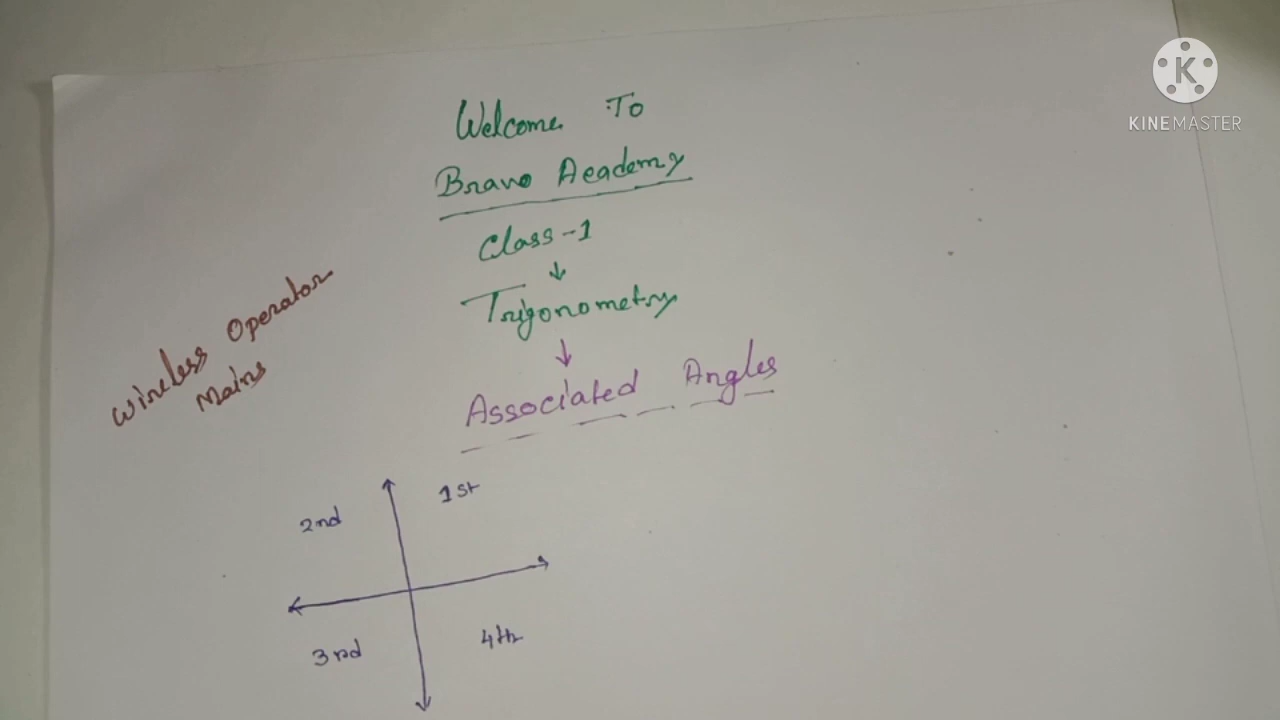 Welcome To
Bravo Academy
Class-1
Trigonometry
Associated Angles
Wireless Operator
Mains
1st
2nd
3rd
4th
K
KINEMASTER